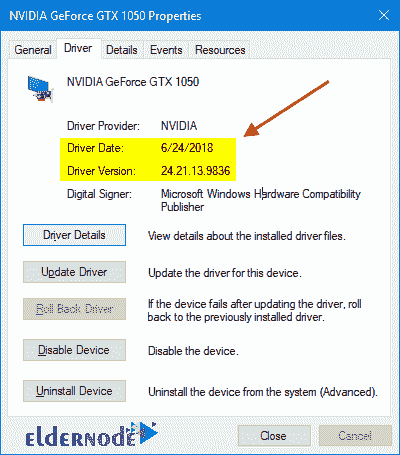 NVIDIA GeForce GTX 1050 Properties
General Driver Details Events Resources
NVIDIA GeForce GTX 1050
Driver Provider: NVIDIA
Driver Date: 6/24/2018
Driver Version: 24.21.13.9836
Digital Signer: Microsoft Windows Hardware Compatibility
Publisher
Driver Details View details about the installed driver files.
Update Driver Update the driver for this device.
Roll Back Driver If the device fails after updating the driver, roll
back to the previously installed driver.
Disable Device Disable the device.
Uninstall Device Uninstall the device from the system (Advanced).
eldernode Close Cancel